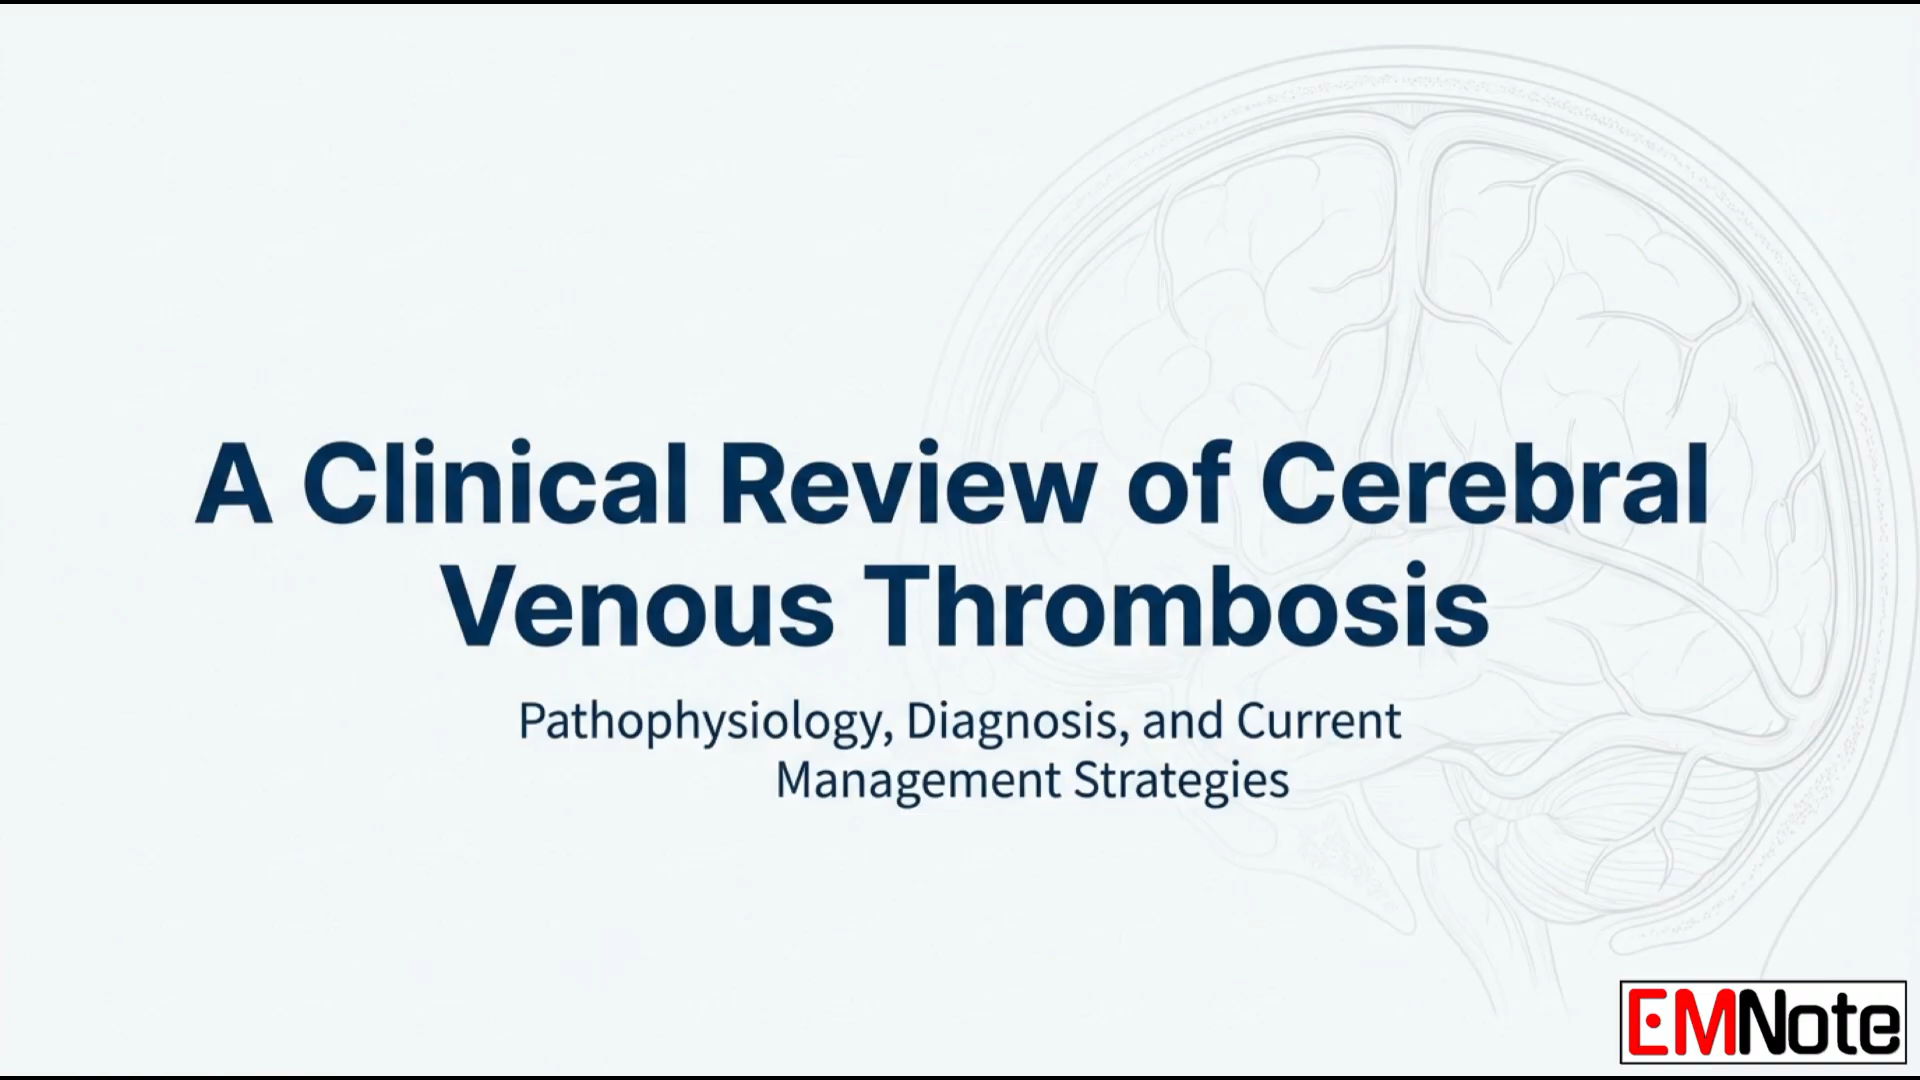 A Clinical Review of Cerebral
Venous Thrombosis
Pathophysiology, Diagnosis, and Current
Management Strategies
EMNote